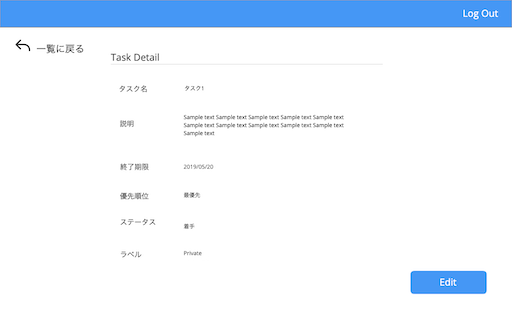 Log Out
一覧に戻る
Task Detail
タスク名 タスク1
説明 Sample text Sample text Sample text Sample text Sample text
Sample text Sample text Sample text Sample text Sample text
Sample text
終了期限 2019/05/20
優先順位 最優先
ステータス 着手
ラベル Private
Edit